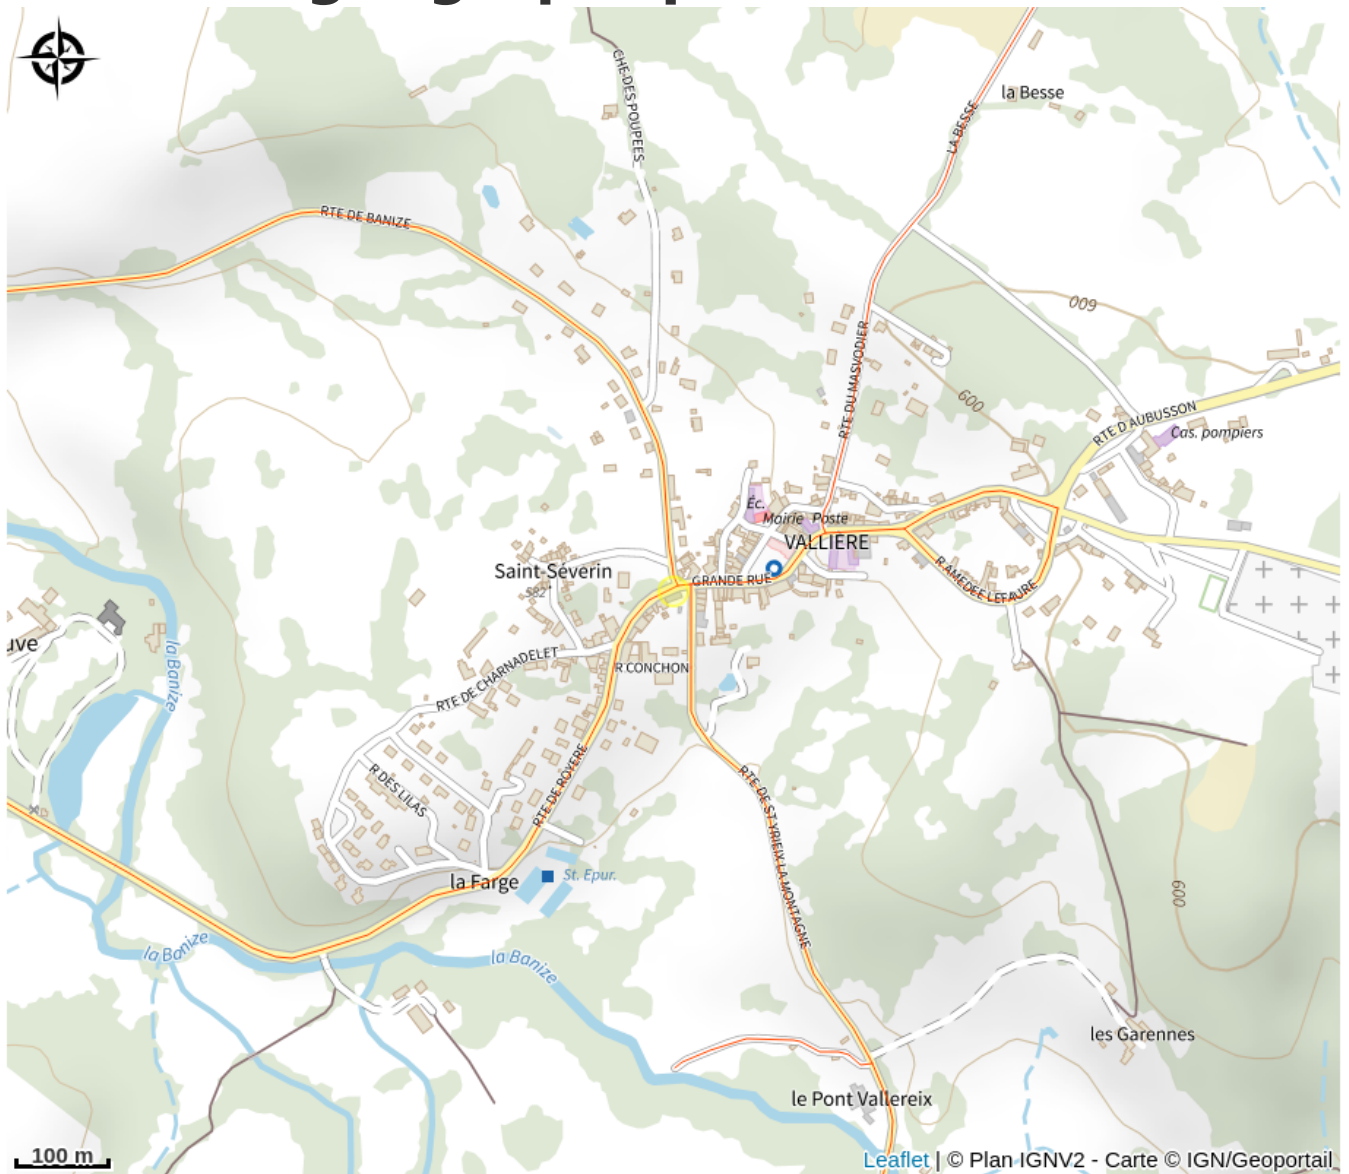 CHE DES POUPEES
la Besse
LA BESSE
RTE DE BANIZE
600
RTE DU MASVODIER
600
RTE D'AUBUSSON
Cas. pompiers
Éc.
Mairie Poste
VALLIERE
Saint-Séverin
582
GRANDE RUE
R AMEDEE LEFAURE
uve
la Banize
R CONCHON
RTE DE CHARNADELET
R DES LILAS
RTE DE ROYERE
RTE DE ST YRIEIX LA MONTAGNE
la Farge
St. Epur.
600
la Banize
la Banize
les Garennes
le Pont Vallereix
100 m
Leaflet | © Plan IGNV2 - Carte © IGN/Geoportail